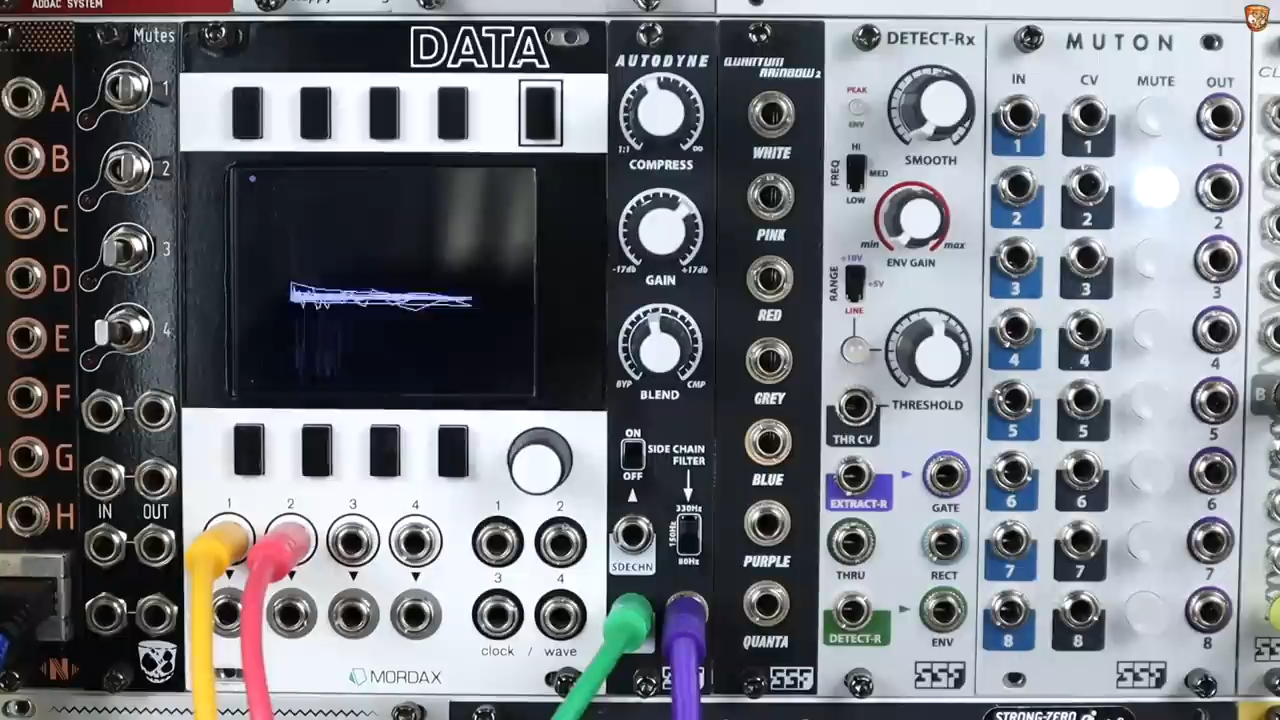 ADDAC SYSTEM
A
B
C
D
E
F
G
H
N
Mutes
1
2
3
4
IN
OUT
DATA
1
2
3
4
1
2
3
4
clock / wave
MORDAX
AUTODYNE
1:1
COMPRESS
-17db
+17db
GAIN
BYP
CMP
BLEND
ON
OFF
SIDE CHAIN
FILTER
330Hz
150Hz
80Hz
SDECHN
QUANTUM
RAINBOW2
WHITE
PINK
RED
GREY
BLUE
PURPLE
QUANTA
SSF
DETECT-Rx
PEAK
ENV
SMOOTH
HI
FREQ
MED
LOW
min
max
ENV GAIN
+10V
RANGE
+5V
LINE
THRESHOLD
THR CV
EXTRACT-R
GATE
THRU
RECT
DETECT-R
ENV
SSF
MUTON
IN
CV
MUTE
OUT
1
1
1
2
2
2
3
3
3
4
4
4
5
5
5
6
6
6
7
7
7
8
8
8
SSF
STRONG-ZERO